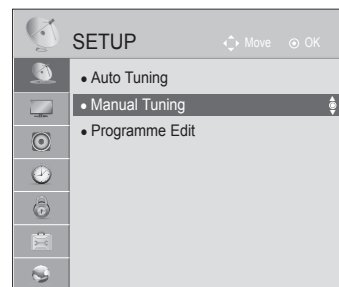 SETUP
Move
OK
• Auto Tuning
• Manual Tuning
• Programme Edit